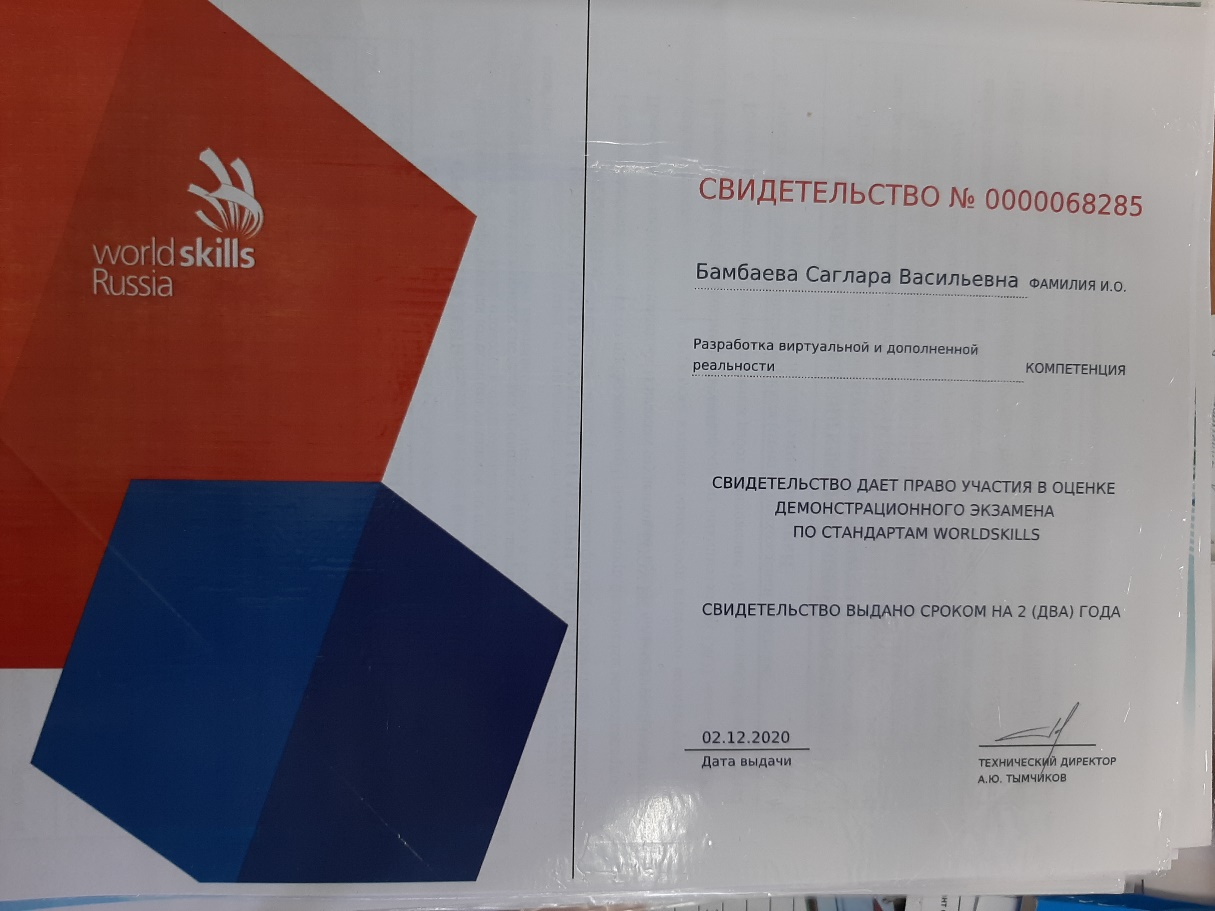 world skills
Russia
СВИДЕТЕЛЬСТВО № 0000068285
Бамбаева Саглара Васильевна ФАМИЛИЯ И.О.
Разработка виртуальной и дополненной
реальности КОМПЕТЕНЦИЯ
СВИДЕТЕЛЬСТВО ДАЕТ ПРАВО УЧАСТИЯ В ОЦЕНКЕ
ДЕМОНСТРАЦИОННОГО ЭКЗАМЕНА
ПО СТАНДАРТАМ WORLDSKILLS
СВИДЕТЕЛЬСТВО ВЫДАНО СРОКОМ НА 2 (ДВА) ГОДА
02.12.2020
Дата выдачи
ТЕХНИЧЕСКИЙ ДИРЕКТОР
А.Ю. ТЫМЧИКОВ